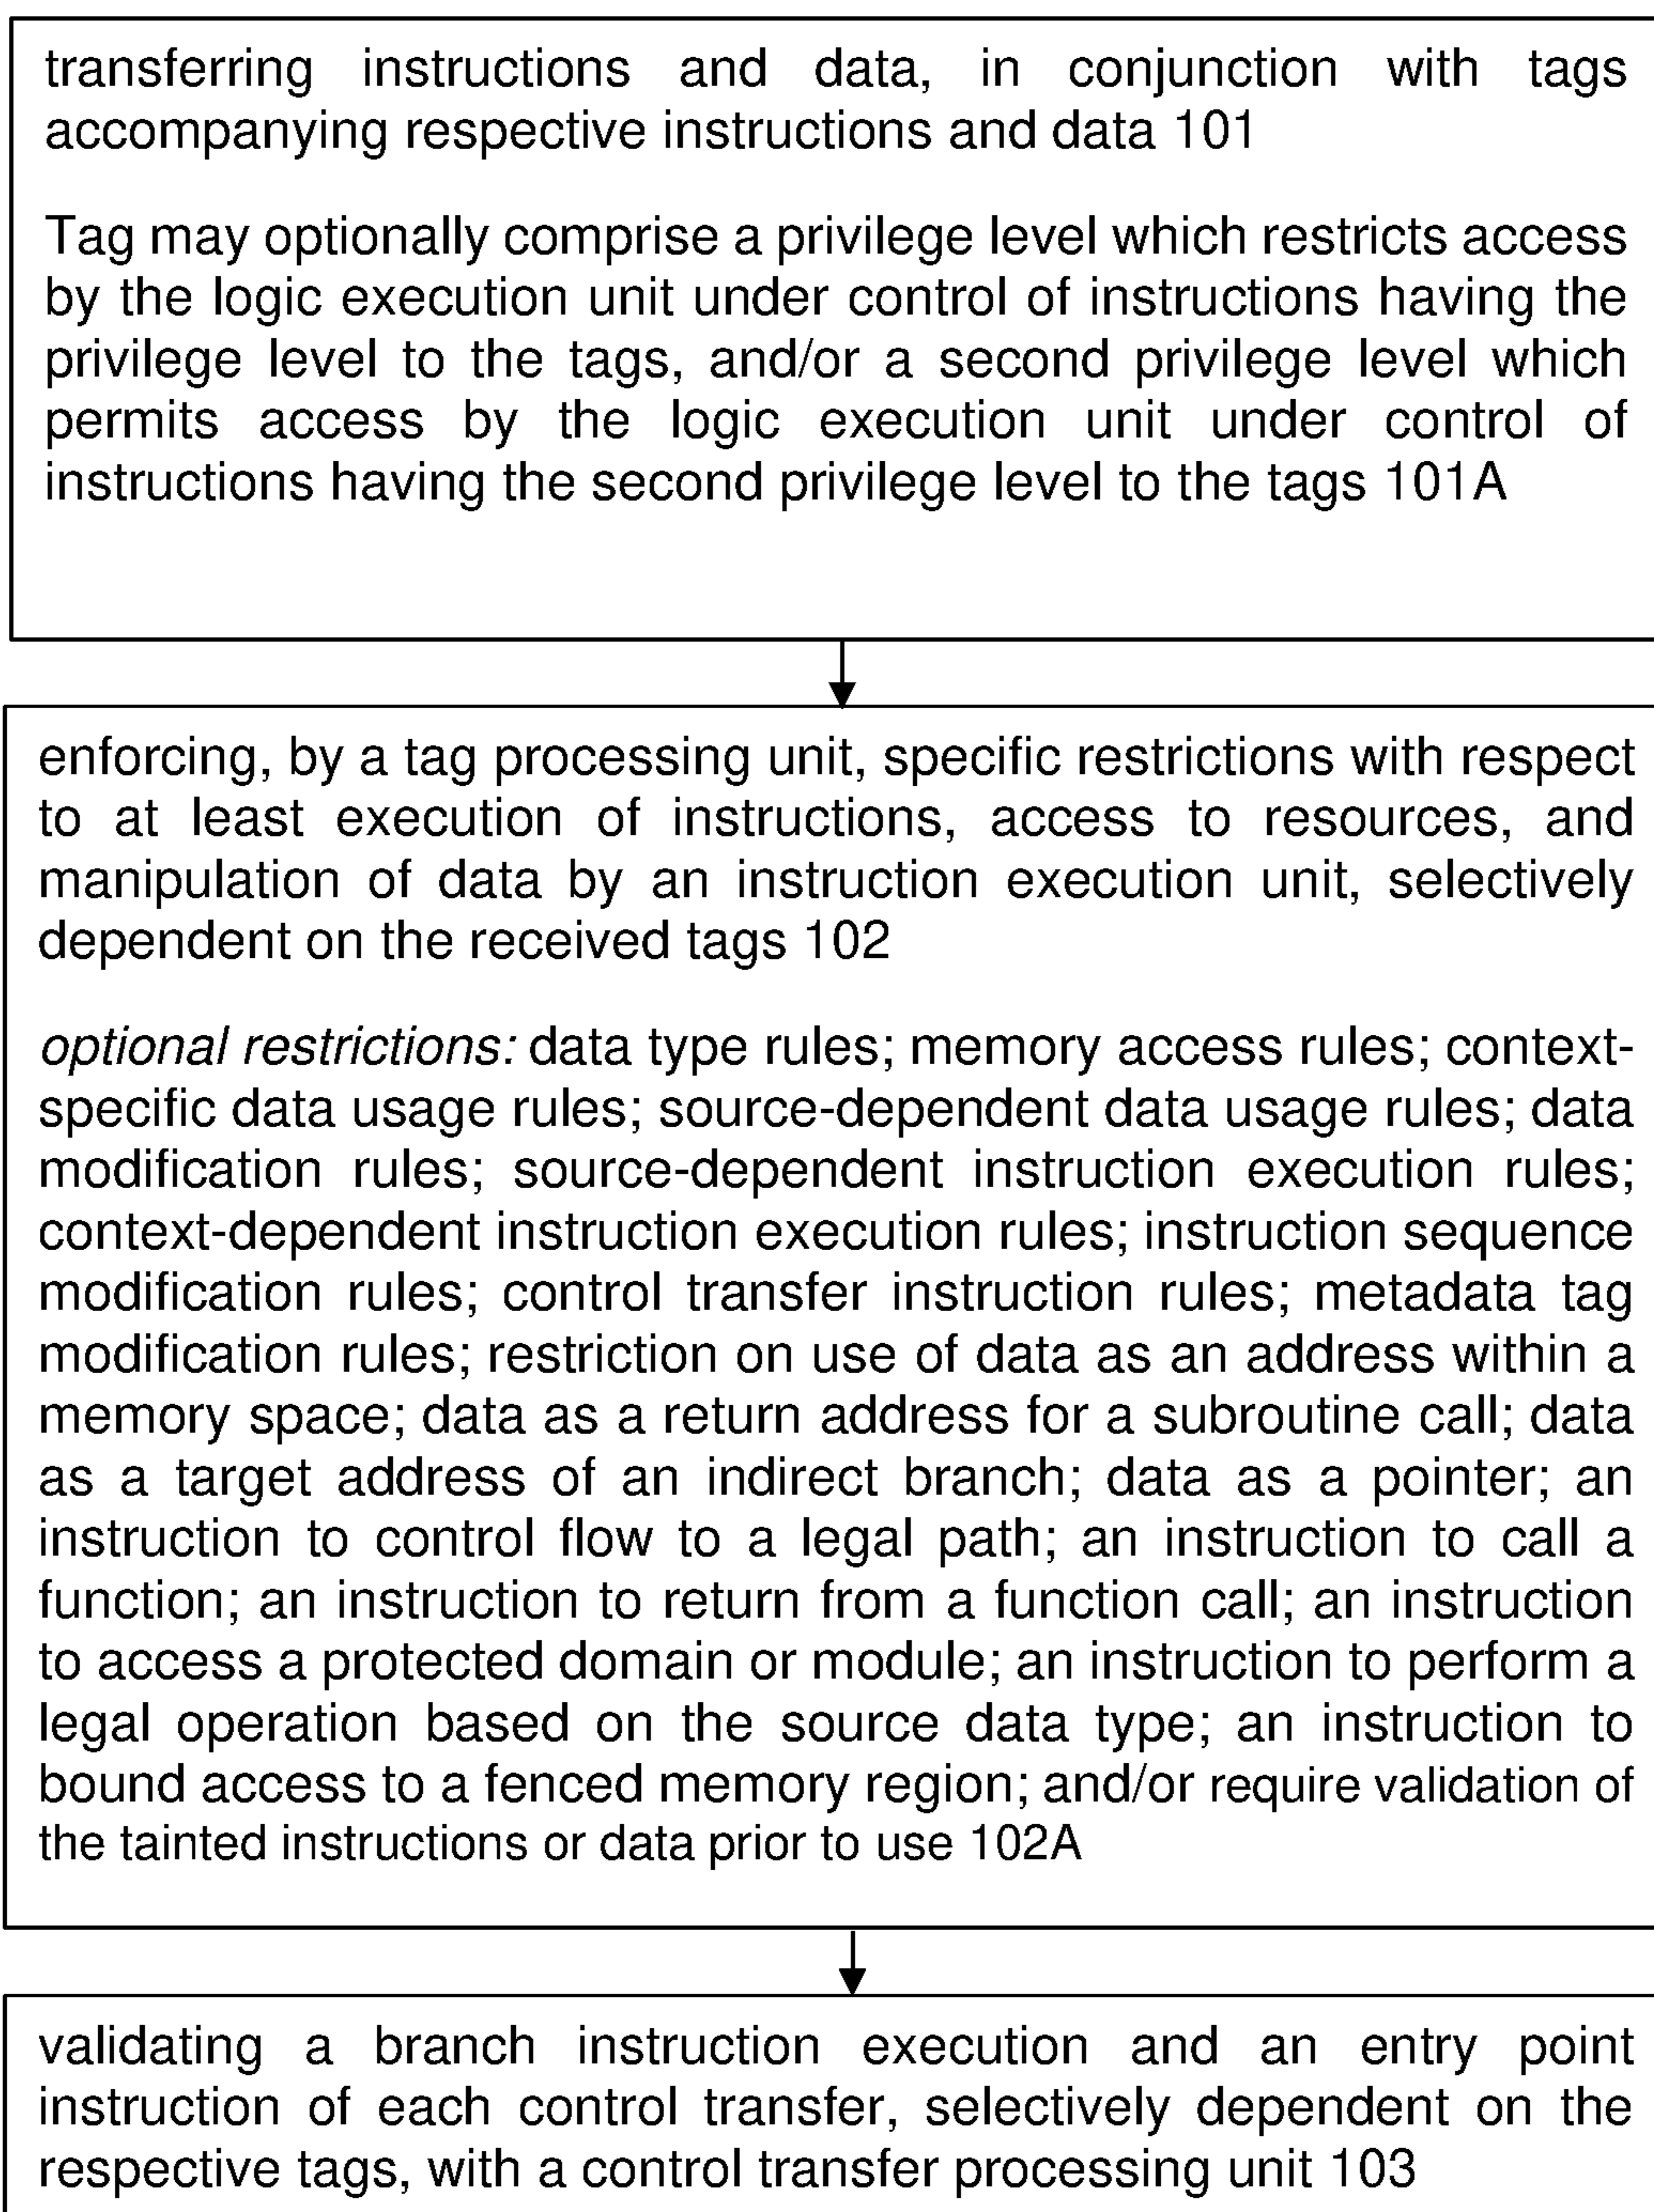 transferring instructions and data, in conjunction with tags
accompanying respective instructions and data 101
Tag may optionally comprise a privilege level which restricts access
by the logic execution unit under control of instructions having the
privilege level to the tags, and/or a second privilege level which
permits access by the logic execution unit under control of
instructions having the second privilege level to the tags 101A
enforcing, by a tag processing unit, specific restrictions with respect
to at least execution of instructions, access to resources, and
manipulation of data by an instruction execution unit, selectively
dependent on the received tags 102
optional restrictions: data type rules; memory access rules; context-
specific data usage rules; source-dependent data usage rules; data
modification rules; source-dependent instruction execution rules;
context-dependent instruction execution rules; instruction sequence
modification rules; control transfer instruction rules; metadata tag
modification rules; restriction on use of data as an address within a
memory space; data as a return address for a subroutine call; data
as a target address of an indirect branch; data as a pointer; an
instruction to control flow to a legal path; an instruction to call a
function; an instruction to return from a function call; an instruction
to access a protected domain or module; an instruction to perform a
legal operation based on the source data type; an instruction to
bound access to a fenced memory region; and/or require validation of
the tainted instructions or data prior to use 102A
validating a branch instruction execution and an entry point
instruction of each control transfer, selectively dependent on the
respective tags, with a control transfer processing unit 103